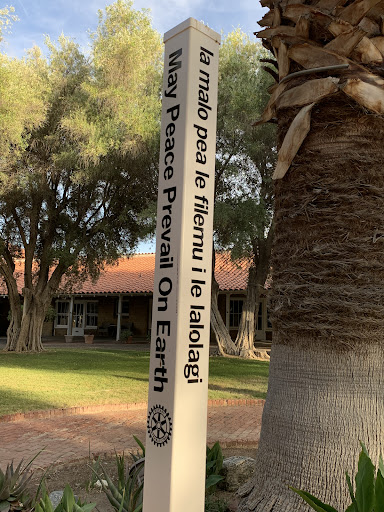 May Peace Prevail On Earth
Ia malo pea le filemu i le lalolagi